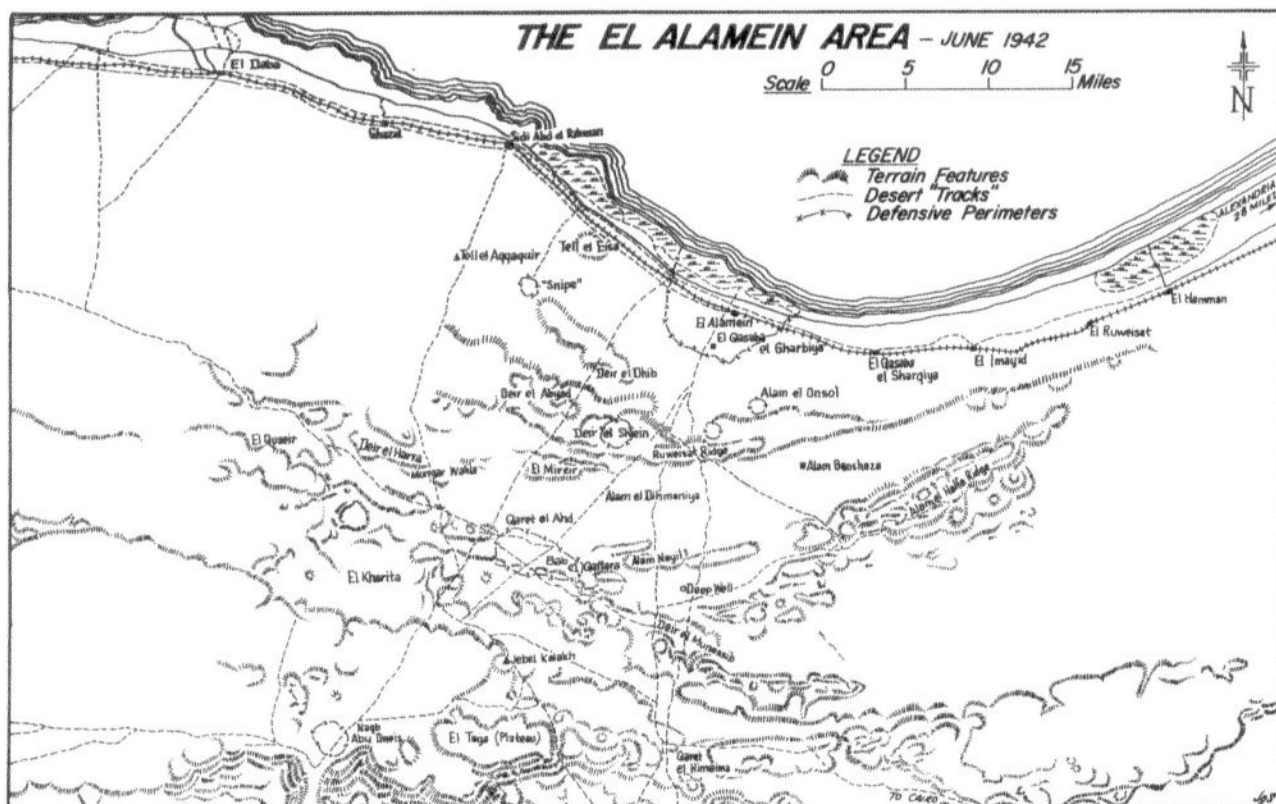 THE EL ALAMEIN AREA – JUNE 1942
Scale 0 5 10 15 Miles
N
LEGEND
Terrain Features
Desert "Tracks"
Defensive Perimeters
El Daba
Ghazal
Sidi Abd el Rahman
ALEXANDRIA
28 MILES
Tell el Eisa
Tell el Aqqaqir
"Snipe"
El Hamman
El Alamein
El Ruweisat
El Qasaba
el Gharbiya
El Qasaba
el Sharqiya
El Imayid
Deir el Dhib
Deir el Abyad
Alam el Onsol
Deir el Shein
El Quseir
Deir el Harra
Ruweisat Ridge
El Mireir
Alam Baoshaza
Alam el Dihmaniya
Alam el Halfa Ridge
Qaret el Abd
Bab
el Qattara
Alam Nayil
El Kharita
Deep Well
Deir el Munassib
Jebel Kalakh
Naqb
Abu Dweis
El Taqa (Plateau)
Qaret
el Himeimat
TO CAIRO